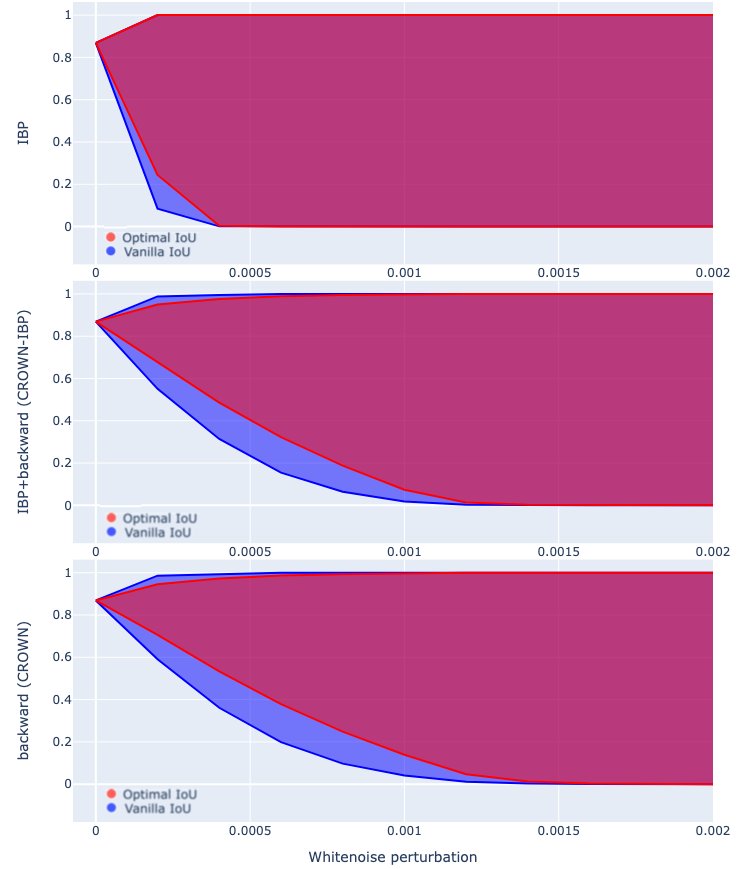 IBP
1
0.8
0.6
0.4
0.2
0
Optimal IoU
Vanilla IoU
0 0.0005 0.001 0.0015 0.002
IBP+backward (CROWN-IBP)
1
0.8
0.6
0.4
0.2
0
Optimal IoU
Vanilla IoU
0 0.0005 0.001 0.0015 0.002
backward (CROWN)
1
0.8
0.6
0.4
0.2
0
Optimal IoU
Vanilla IoU
0 0.0005 0.001 0.0015 0.002
Whitenoise perturbation